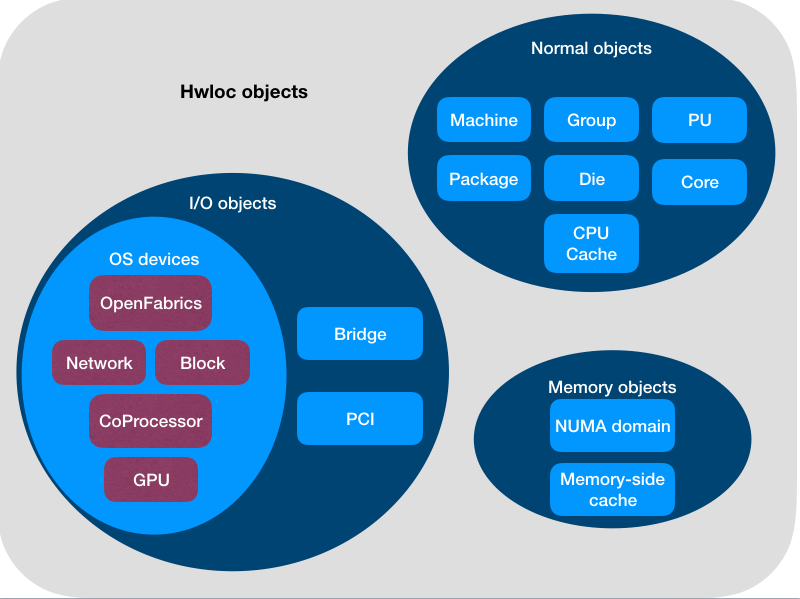 Hwloc objects
Normal objects
Machine
Group
PU
Package
Die
Core
CPU
Cache
I/O objects
OS devices
OpenFabrics
Network
Block
CoProcessor
GPU
Bridge
PCI
Memory objects
NUMA domain
Memory-side
cache